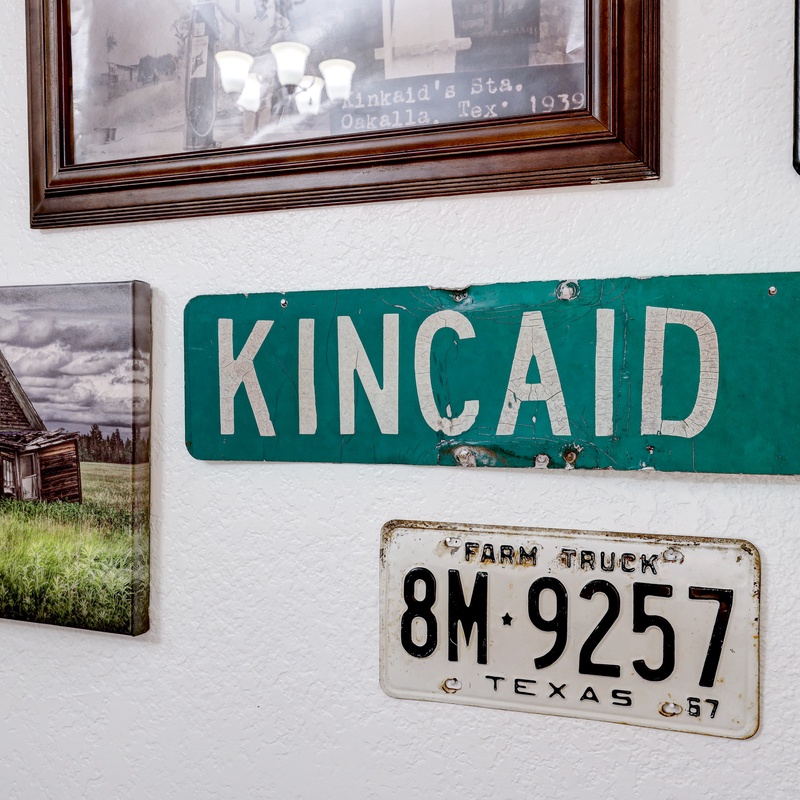 Kinkaid's Sta.
Oakalla. Tex. 1939
KINCAID
FARM TRUCK
8M★9257
TEXAS 67